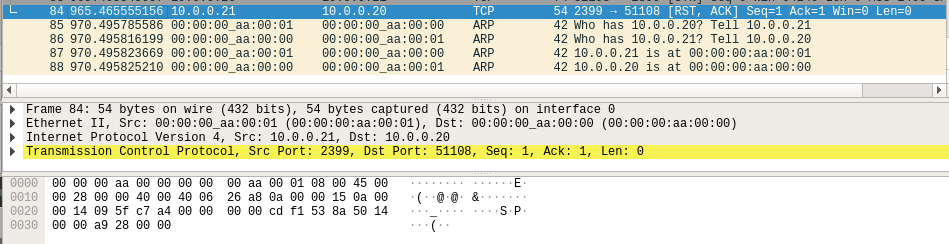 84 965.465555156 10.0.0.21 10.0.0.20 TCP 54 2399 → 51108 [RST, ACK] Seq=1 Ack=1 Win=0 Len=0
85 970.495785586 00:00:00_aa:00:01 00:00:00_aa:00:00 ARP 42 Who has 10.0.0.20? Tell 10.0.0.21
86 970.495816199 00:00:00_aa:00:00 00:00:00_aa:00:01 ARP 42 Who has 10.0.0.21? Tell 10.0.0.20
87 970.495823669 00:00:00_aa:00:01 00:00:00_aa:00:00 ARP 42 10.0.0.21 is at 00:00:00:aa:00:01
88 970.495825210 00:00:00_aa:00:00 00:00:00_aa:00:01 ARP 42 10.0.0.20 is at 00:00:00:aa:00:00
Frame 84: 54 bytes on wire (432 bits), 54 bytes captured (432 bits) on interface 0
Ethernet II, Src: 00:00:00_aa:00:01 (00:00:00:aa:00:01), Dst: 00:00:00_aa:00:00 (00:00:00:aa:00:00)
Internet Protocol Version 4, Src: 10.0.0.21, Dst: 10.0.0.20
Transmission Control Protocol, Src Port: 2399, Dst Port: 51108, Seq: 1, Ack: 1, Len: 0
0000 00 00 00 aa 00 00 00 00 00 aa 00 01 08 00 45 00 ········ ······E·
0010 00 28 00 00 40 00 40 06 26 a8 0a 00 00 15 0a 00 ·(··@·@· &·······
0020 00 14 09 5f c7 a4 00 00 00 00 cd f1 53 8a 50 14 ···_···· ····S·P·
0030 00 00 a9 28 00 00 ···(··